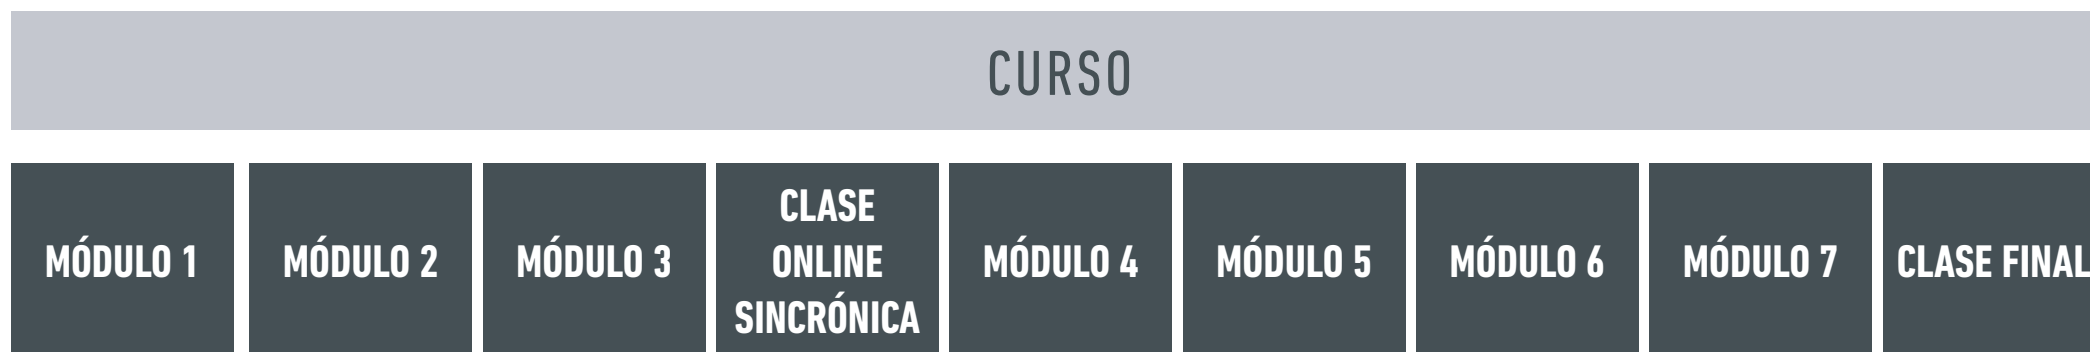 CURSO
MÓDULO 1
MÓDULO 2
MÓDULO 3
CLASE
ONLINE
SINCRÓNICA
MÓDULO 4
MÓDULO 5
MÓDULO 6
MÓDULO 7
CLASE FINAL